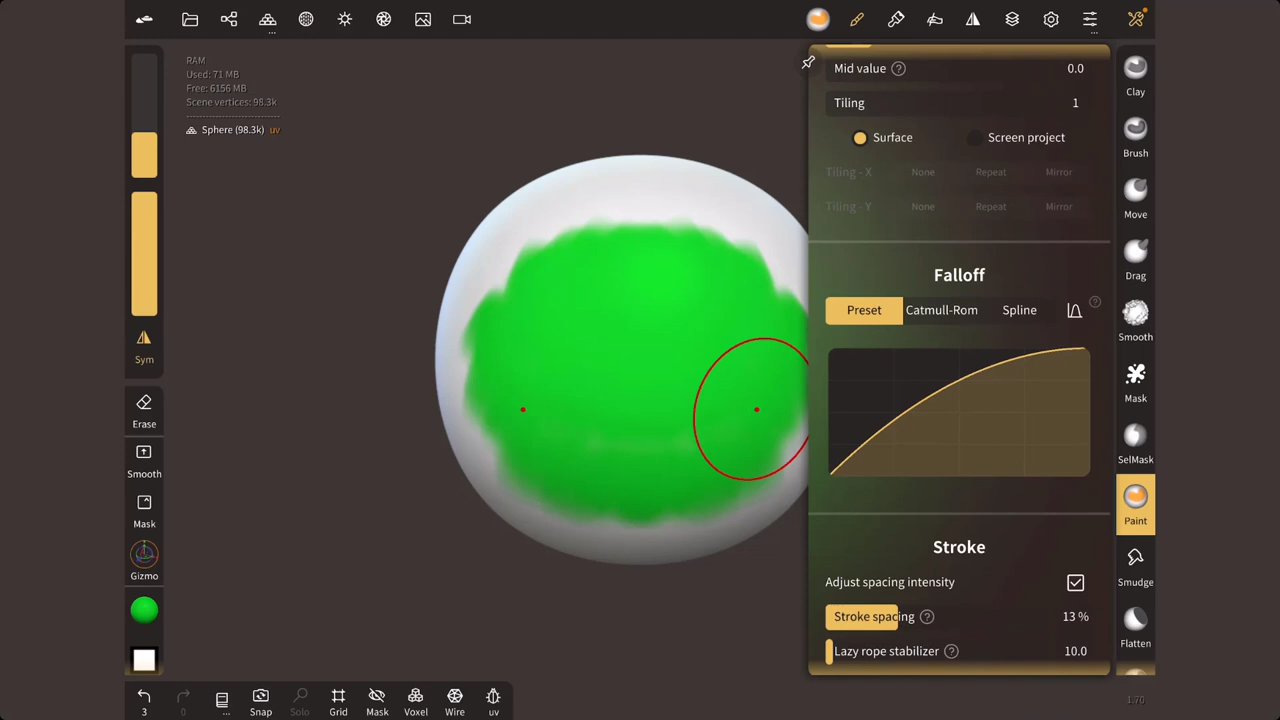 RAM
Used: 71 MB
Free: 6156 MB
Scene vertices: 98.3k
Sphere (98.3k) uv
Sym
Erase
Smooth
Mask
Gizmo
3
0
...
Snap
Solo
Grid
Mask
Voxel
Wire
uv
Mid value ? 0.0
Tiling 1
Surface Screen project
Tiling - X None Repeat Mirror
Tiling - Y None Repeat Mirror
Falloff
Preset Catmull-Rom Spline ?
Stroke
Adjust spacing intensity
Stroke spacing ? 13 %
Lazy rope stabilizer ? 10.0
Clay
Brush
Move
Drag
Smooth
Mask
SelMask
Paint
Smudge
Flatten
1.70